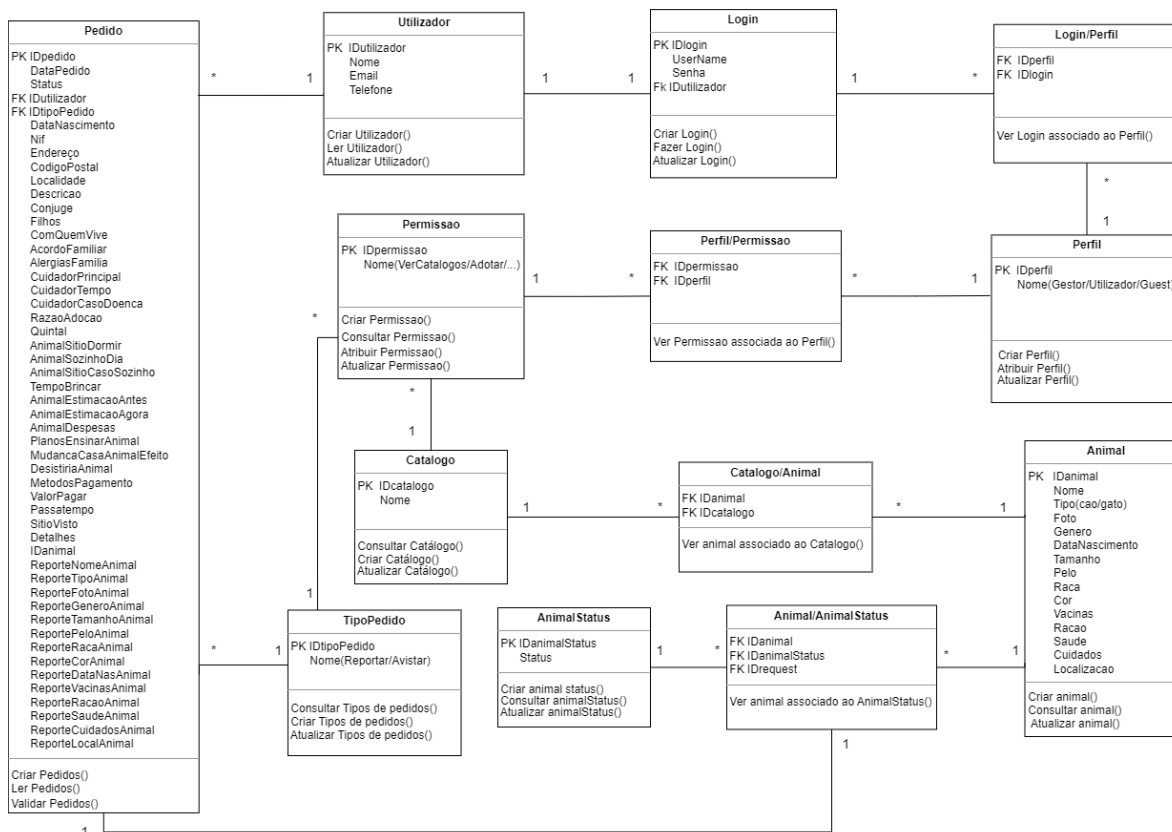 Pedido
PK IDpedido
DataPedido
Status
FK IDutilizador
FK IDtipoPedido
DataNascimento
Nif
Endereço
CodigoPostal
Localidade
Descricao
Conjuge
Filhos
ComQuemVive
AcordoFamiliar
AlergiasFamilia
CuidadorPrincipal
CuidadorTempo
CuidadorCasoDoenca
RazaoAdocao
Quintal
AnimalSitioDormir
AnimalSozinhoDia
AnimalSitioCasoSozinho
TempoBrincar
AnimalEstimacaoAntes
AnimalEstimacaoAgora
AnimalDespesas
PlanosEnsinarAnimal
MudancaCasaAnimalEfeito
DesistiriaAnimal
MetodosPagamento
ValorPagar
Passatempo
SitioVisto
Detalhes
IDanimal
ReporteNomeAnimal
ReporteTipoAnimal
ReporteFotoAnimal
ReporteGeneroAnimal
ReporteTamanhoAnimal
ReportePeloAnimal
ReporteRacaAnimal
ReporteCorAnimal
ReporteDataNasAnimal
ReporteVacinasAnimal
ReporteRacaoAnimal
ReporteSaudeAnimal
ReporteCuidadosAnimal
ReporteLocalAnimal
Criar Pedidos()
Ler Pedidos()
Validar Pedidos()
* 1
Utilizador
PK IDutilizador
Nome
Email
Telefone
Criar Utilizador()
Ler Utilizador()
Atualizar Utilizador()
1 1
Login
PK IDlogin
UserName
Senha
Fk IDutilizador
Criar Login()
Fazer Login()
Atualizar Login()
1 *
Login/Perfil
FK IDperfil
FK IDlogin
Ver Login associado ao Perfil()
*
1
Permissao
PK IDpermissao
Nome(VerCatalogos/Adotar/...)
Criar Permissao()
Consultar Permissao()
Atribuir Permissao()
Atualizar Permissao()
1 *
Perfil/Permissao
FK IDpermissao
FK IDperfil
Ver Permissao associada ao Perfil()
* 1
Perfil
PK IDperfil
Nome(Gestor/Utilizador/Guest)
Criar Perfil()
Atribuir Perfil()
Atualizar Perfil()
*
*
1
Catalogo
PK IDcatalogo
Nome
Consultar Catálogo()
Criar Catálogo()
Atualizar Catálogo()
1 *
Catalogo/Animal
FK IDanimal
FK IDcatalogo
Ver animal associado ao Catalogo()
* 1
Animal
PK IDanimal
Nome
Tipo(cao/gato)
Foto
Genero
DataNascimento
Tamanho
Pelo
Raca
Cor
Vacinas
Racao
Saude
Cuidados
Localizacao
Criar animal()
Consultar animal()
Atualizar animal()
1
* 1
TipoPedido
PK IDtipoPedido
Nome(Reportar/Avistar)
Consultar Tipos de pedidos()
Criar Tipos de pedidos()
Atualizar Tipos de pedidos()
AnimalStatus
PK IDanimalStatus
Status
Criar animal status()
Consultar animalStatus()
Atualizar animalStatus()
1 *
Animal/AnimalStatus
FK IDanimal
FK IDanimalStatus
FK IDrequest
Ver animal associado ao AnimalStatus()
* 1
1
1